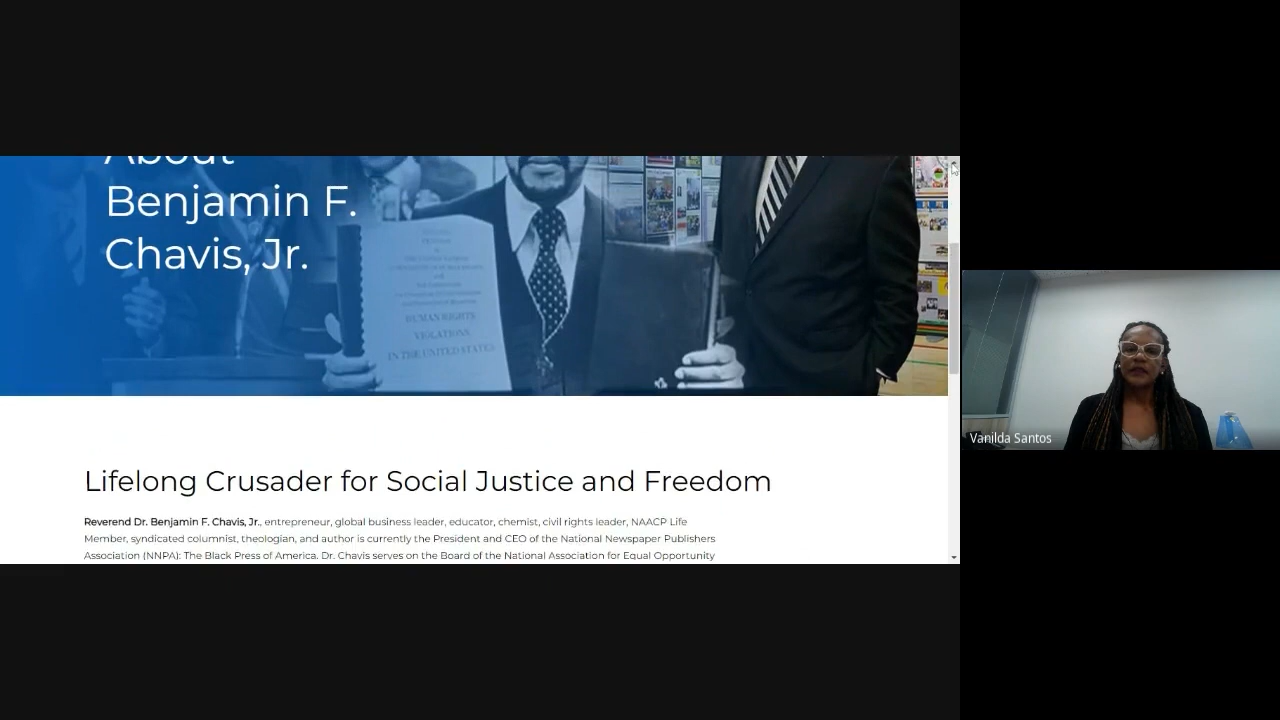 About
Benjamin F.
Chavis, Jr.
HUMAN RIGHTS
VIOLATIONS
IN THE UNITED STATES
Lifelong Crusader for Social Justice and Freedom
Reverend Dr. Benjamin F. Chavis, Jr., entrepreneur, global business leader, educator, chemist, civil rights leader, NAACP Life
Member, syndicated columnist, theologian, and author is currently the President and CEO of the National Newspaper Publishers
Association (NNPA): The Black Press of America. Dr. Chavis serves on the Board of the National Association for Equal Opportunity
Vanilda Santos